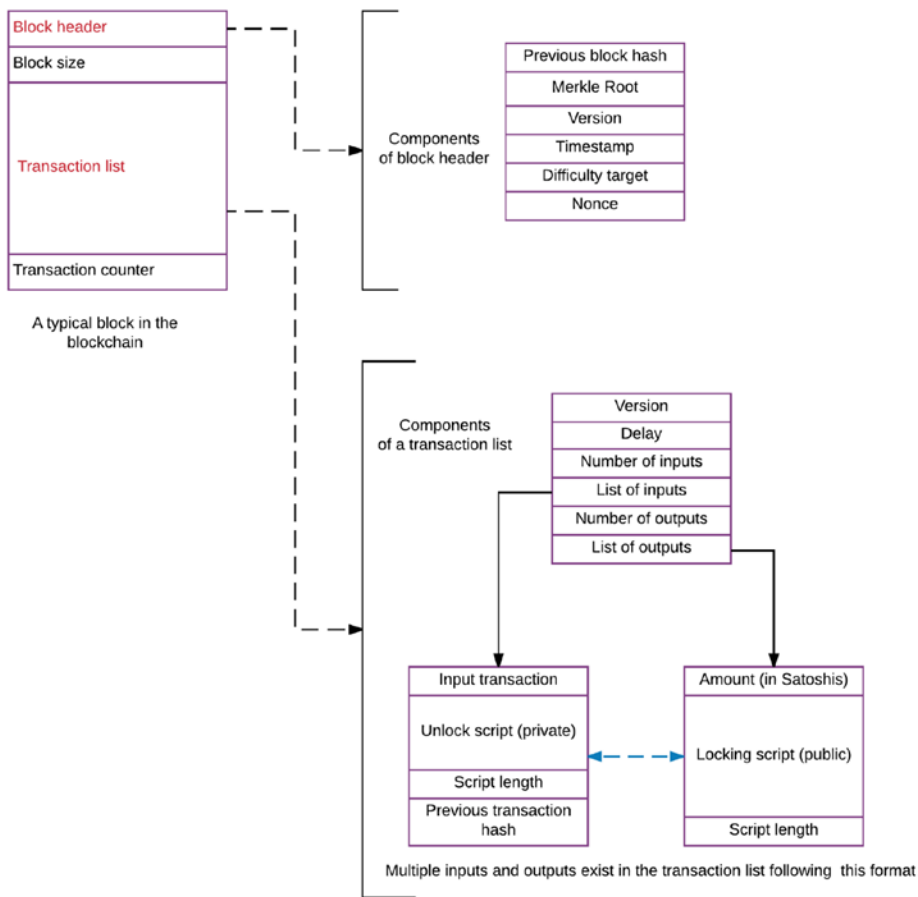 Block header
Block size
Transaction list
Transaction counter
A typical block in the
blockchain
Components
of block header
Previous block hash
Merkle Root
Version
Timestamp
Difficulty target
Nonce
Components
of a transaction list
Version
Delay
Number of inputs
List of inputs
Number of outputs
List of outputs
Input transaction
Unlock script (private)
Script length
Previous transaction
hash
Amount (in Satoshis)
Locking script (public)
Script length
Multiple inputs and outputs exist in the transaction list following this format